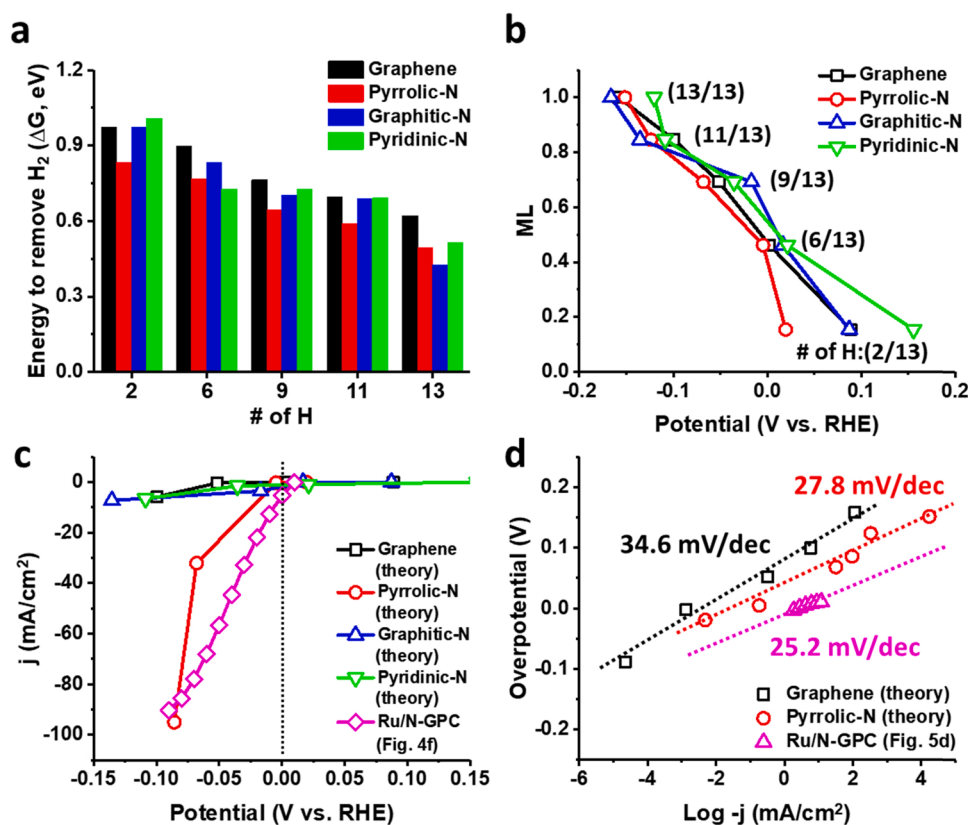 a
Energy to remove H₂ (ΔG, eV)
1.2
0.9
0.6
0.3
0.0
Graphene
Pyrrolic-N
Graphitic-N
Pyridinic-N
2 6 9 11 13
# of H
b
ML
1.0
0.8
0.6
0.4
0.2
0.0
Graphene
Pyrrolic-N
Graphitic-N
Pyridinic-N
(13/13)
(11/13)
(9/13)
(6/13)
# of H:(2/13)
-0.2 -0.1 0.0 0.1 0.2
Potential (V vs. RHE)
c
j (mA/cm²)
0
-20
-40
-60
-80
-100
Graphene
(theory)
Pyrrolic-N
(theory)
Graphitic-N
(theory)
Pyridinic-N
(theory)
Ru/N-GPC
(Fig. 4f)
-0.15 -0.10 -0.05 0.00 0.05 0.10 0.15
Potential (V vs. RHE)
d
Overpotential (V)
0.2
0.1
0.0
-0.1
-0.2
27.8 mV/dec
34.6 mV/dec
25.2 mV/dec
Graphene (theory)
Pyrrolic-N (theory)
Ru/N-GPC (Fig. 5d)
-6 -4 -2 0 2 4
Log -j (mA/cm²)